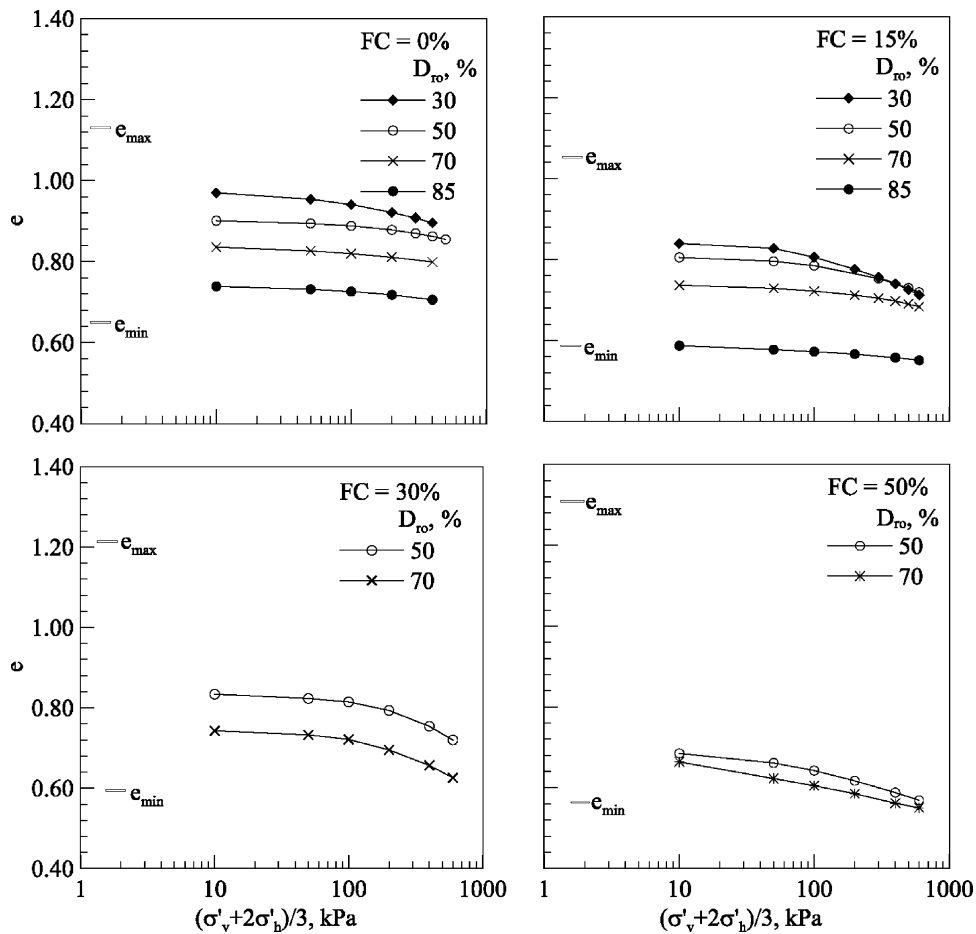 1.40
1.20
1.00
0.80
0.60
0.40
e
FC = 0%
D_ro, %
30
50
70
85
e_max
e_min
FC = 15%
D_ro, %
30
50
70
85
e_max
e_min
1.40
1.20
1.00
0.80
0.60
0.40
e
FC = 30%
D_ro, %
50
70
e_max
e_min
1 10 100 1000
(σ'_v+2σ'_h)/3, kPa
FC = 50%
D_ro, %
50
70
e_max
e_min
1 10 100 1000
(σ'_v+2σ'_h)/3, kPa